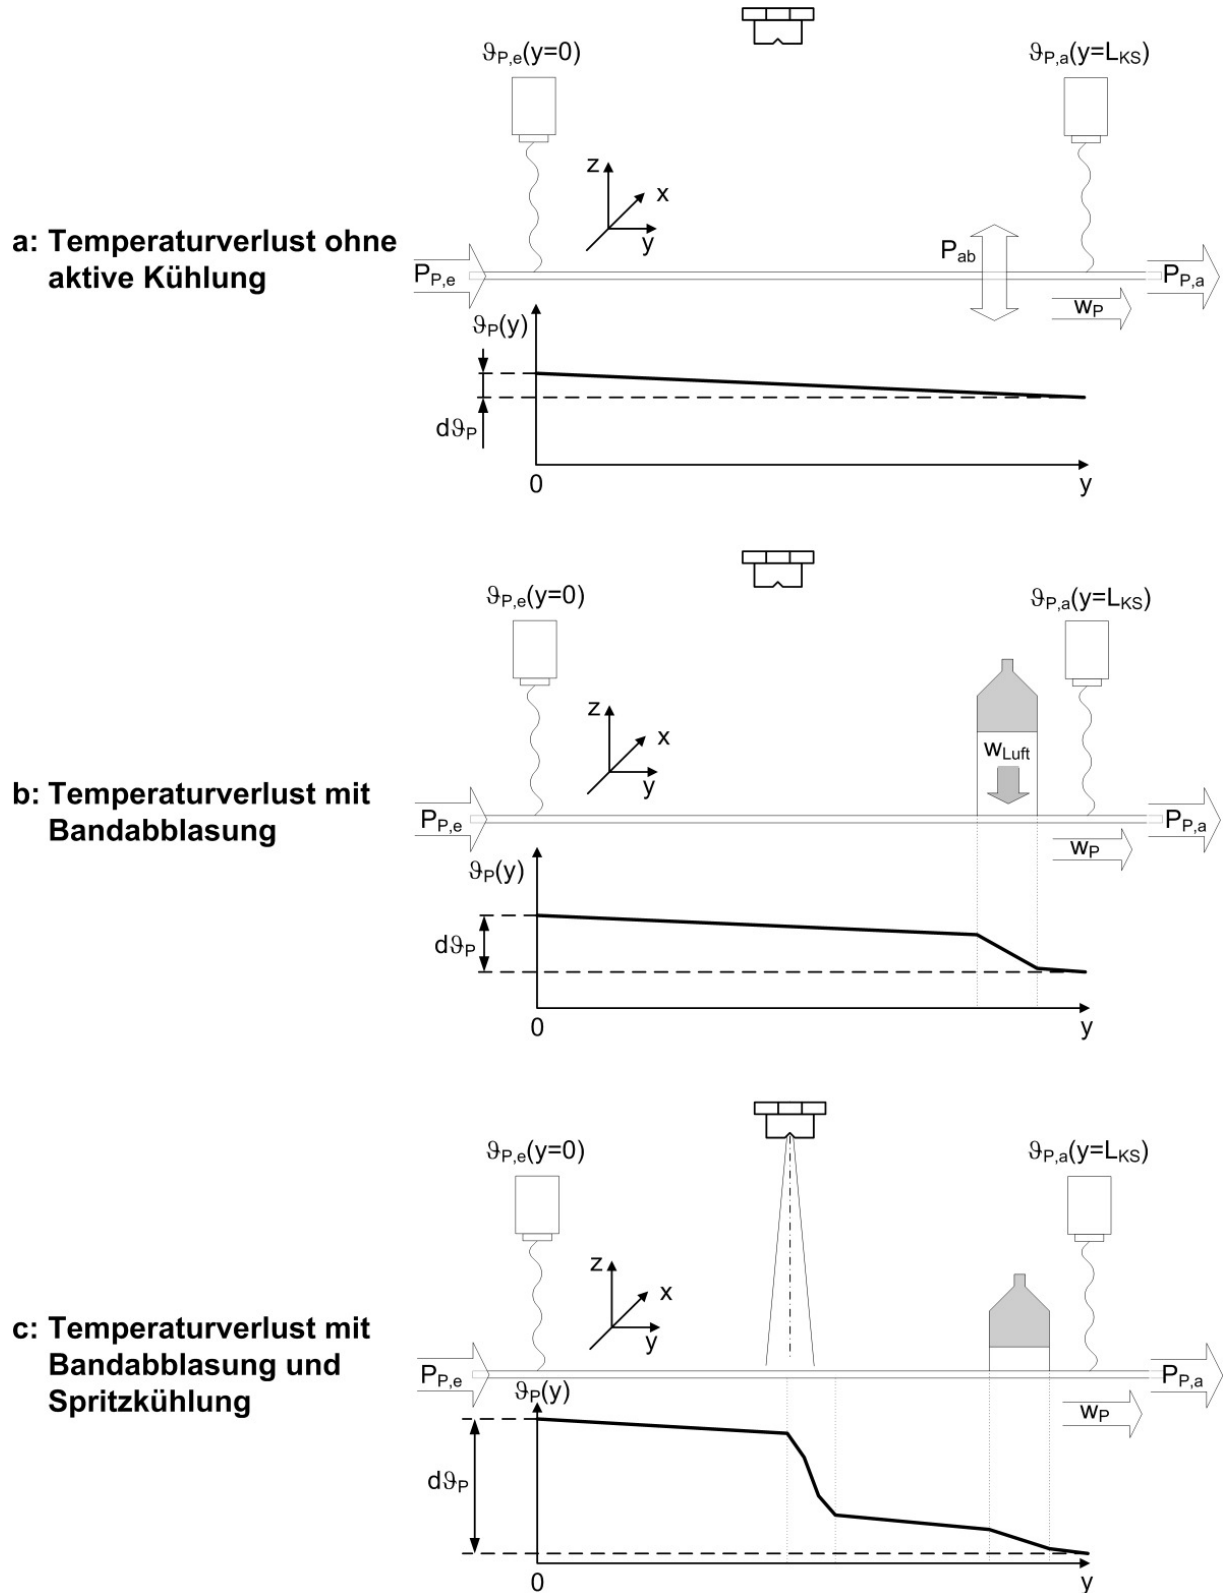 ϑP,e(y=0)
ϑP,a(y=LKS)
z
x
y
a: Temperaturverlust ohne
aktive Kühlung
PP,e
Pab
PP,a
wP
ϑP(y)
dϑP
0
y
ϑP,e(y=0)
ϑP,a(y=LKS)
z
x
y
wLuft
b: Temperaturverlust mit
Bandabblasung
PP,e
PP,a
wP
ϑP(y)
dϑP
0
y
ϑP,e(y=0)
ϑP,a(y=LKS)
z
x
y
c: Temperaturverlust mit
Bandabblasung und
Spritzkühlung
PP,e
PP,a
ϑP(y)
wP
dϑP
0
y